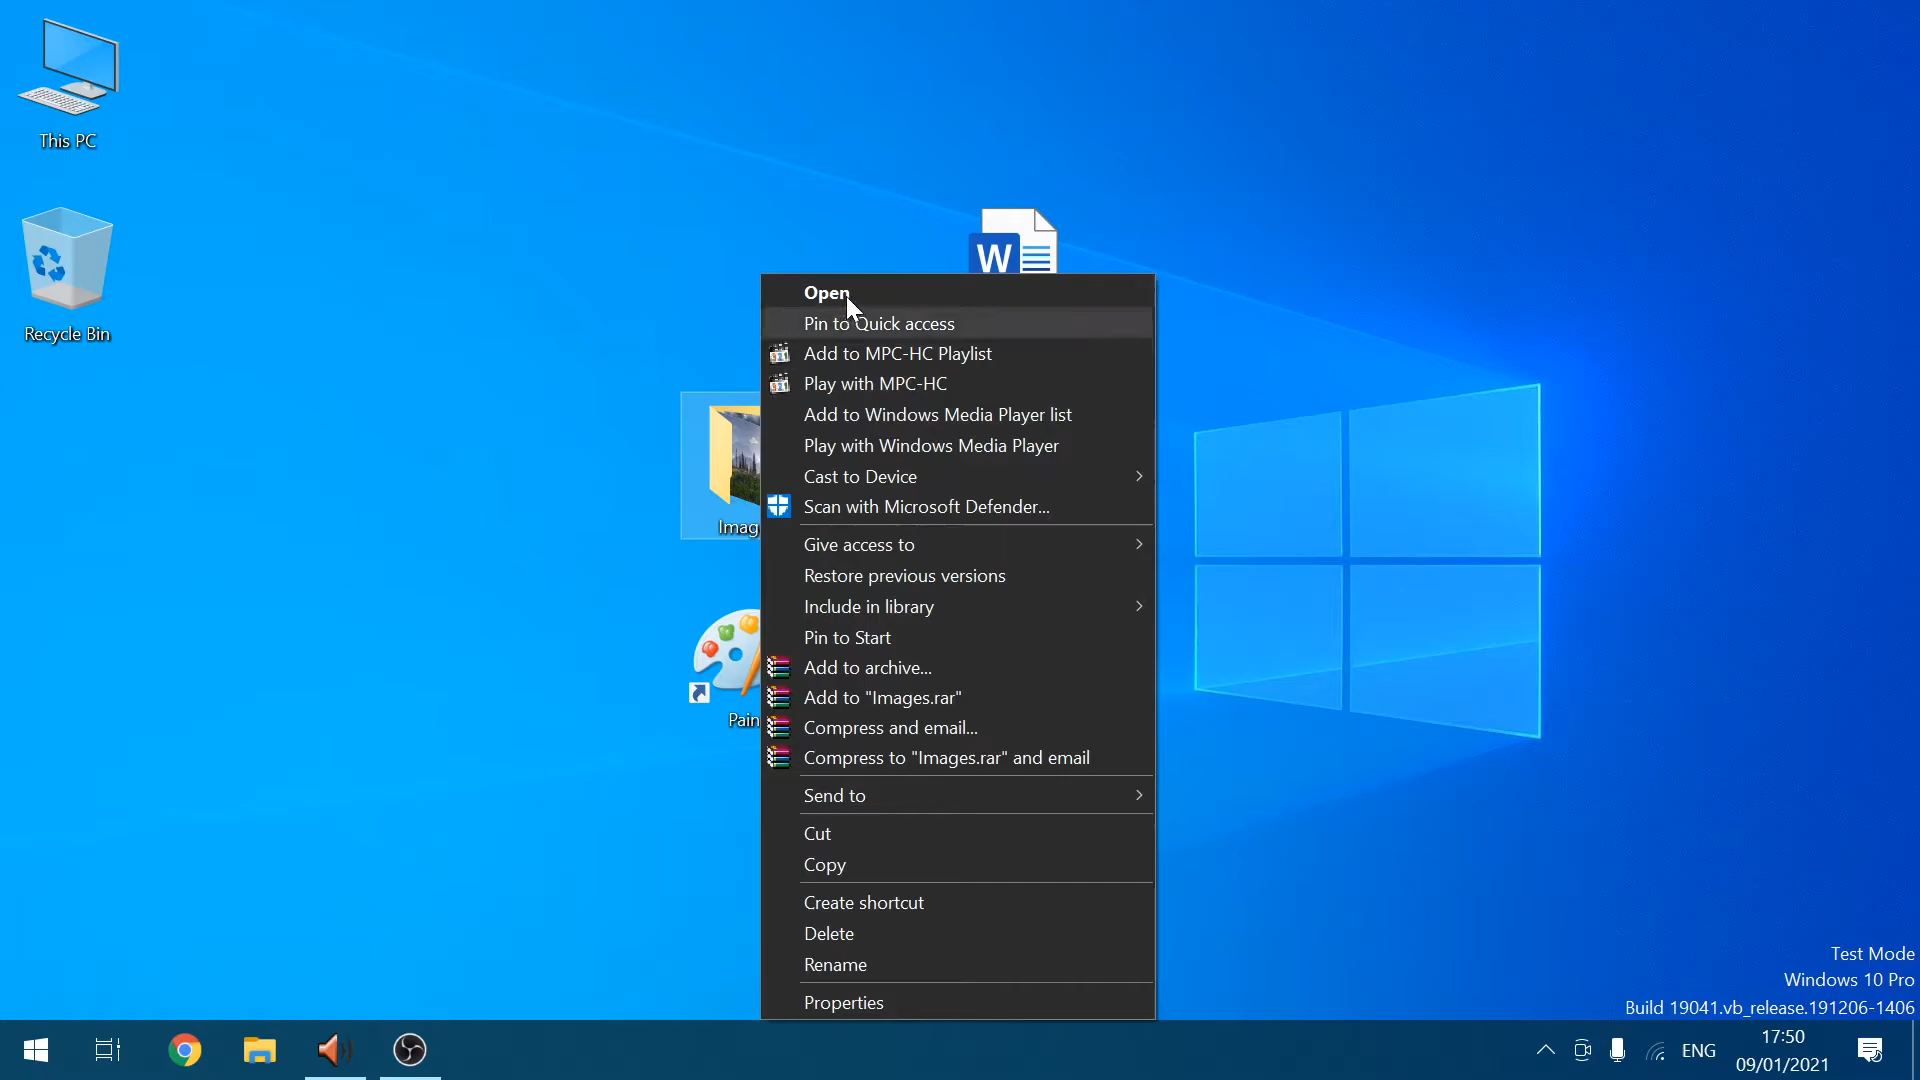 This PC
Recycle Bin
W
Open
Pin to Quick access
Add to MPC-HC Playlist
Play with MPC-HC
Add to Windows Media Player list
Play with Windows Media Player
Cast to Device
Scan with Microsoft Defender...
Imag
Give access to
Restore previous versions
Include in library
Pin to Start
Add to archive...
Add to "Images.rar"
Pain
Compress and email...
Compress to "Images.rar" and email
Send to
Cut
Copy
Create shortcut
Delete
Rename
Properties
Test Mode
Windows 10 Pro
Build 19041.vb_release.191206-1406
ENG
17:50
09/01/2021